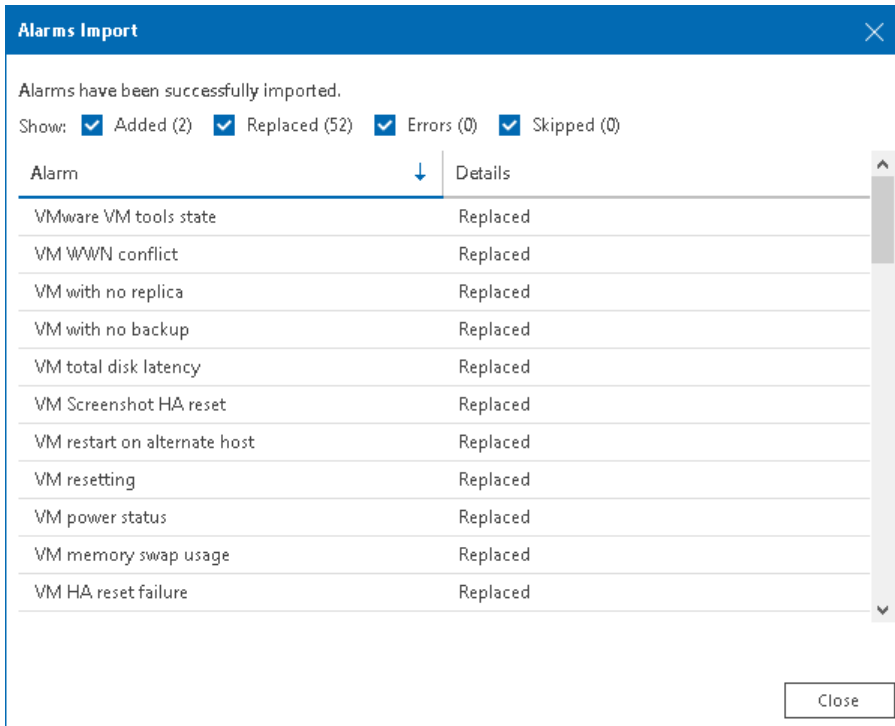 Alarms Import
Alarms have been successfully imported.
Show: Added (2) Replaced (52) Errors (0) Skipped (0)
Alarm Details
VMware VM tools state Replaced
VM WWN conflict Replaced
VM with no replica Replaced
VM with no backup Replaced
VM total disk latency Replaced
VM Screenshot HA reset Replaced
VM restart on alternate host Replaced
VM resetting Replaced
VM power status Replaced
VM memory swap usage Replaced
VM HA reset failure Replaced
Close